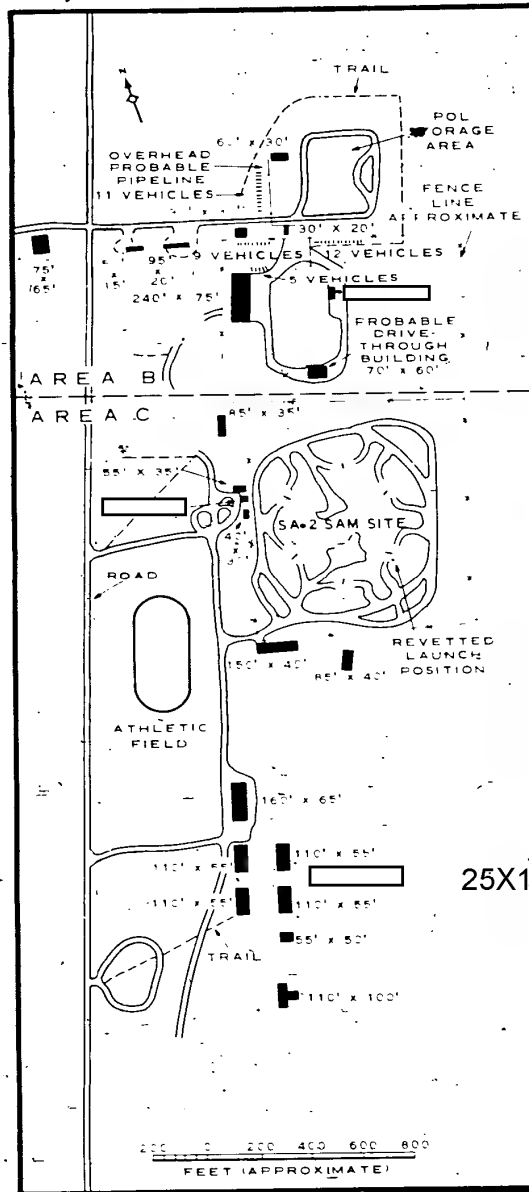 N
TRAIL
POL
STORAGE
AREA
OVERHEAD
PROBABLE
PIPELINE
11 VEHICLES
FENCE
LINE
APPROXIMATE
30' X 20'
9 VEHICLES
12 VEHICLES
5 VEHICLES
75'
X
65'
95'
X
20'
240' X 75'
PROBABLE
DRIVE-
THROUGH
BUILDING
70' X 60'
AREA B
AREA C
85' X 35'
55' X 35'
SA-2 SAM SITE
ROAD
REVETTED
LAUNCH
POSITION
150' X 40'
85' X 40'
ATHLETIC
FIELD
160' X 65'
110' X 55'
110' X 55'
25X1
110' X 55'
110' X 55'
55' X 50'
TRAIL
110' X 100'
200 0 200 400 600 800
FEET (APPROXIMATE)